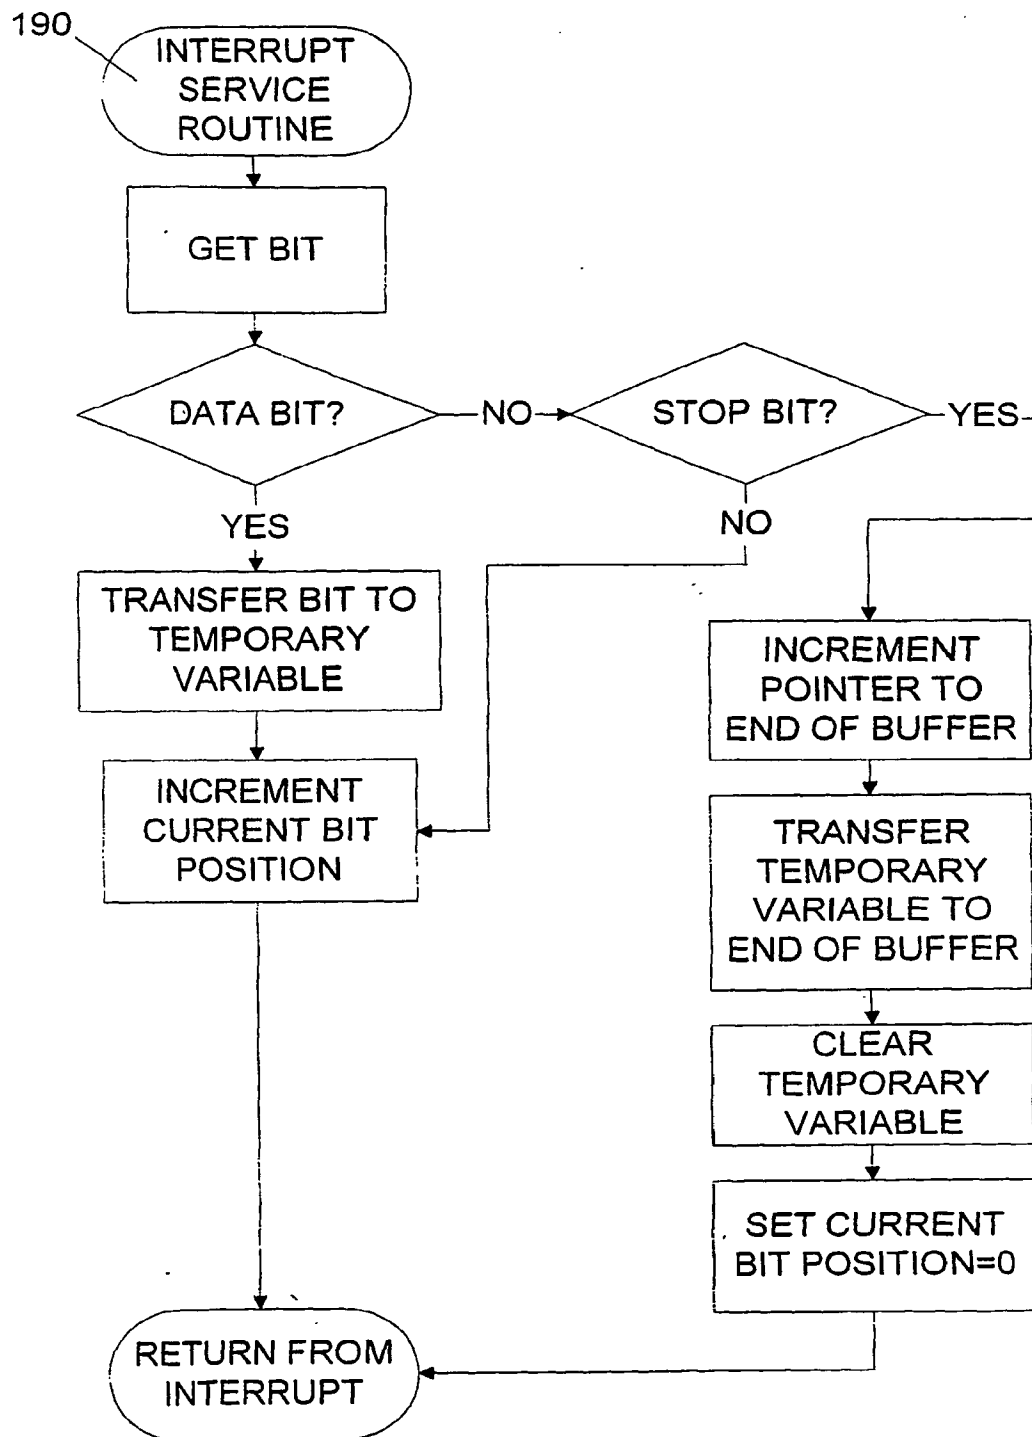 190
INTERRUPT
SERVICE
ROUTINE
GET BIT
DATA BIT?
NO
STOP BIT?
YES
YES
NO
TRANSFER BIT TO
TEMPORARY
VARIABLE
INCREMENT
CURRENT BIT
POSITION
INCREMENT
POINTER TO
END OF BUFFER
TRANSFER
TEMPORARY
VARIABLE TO
END OF BUFFER
CLEAR
TEMPORARY
VARIABLE
SET CURRENT
BIT POSITION=0
RETURN FROM
INTERRUPT